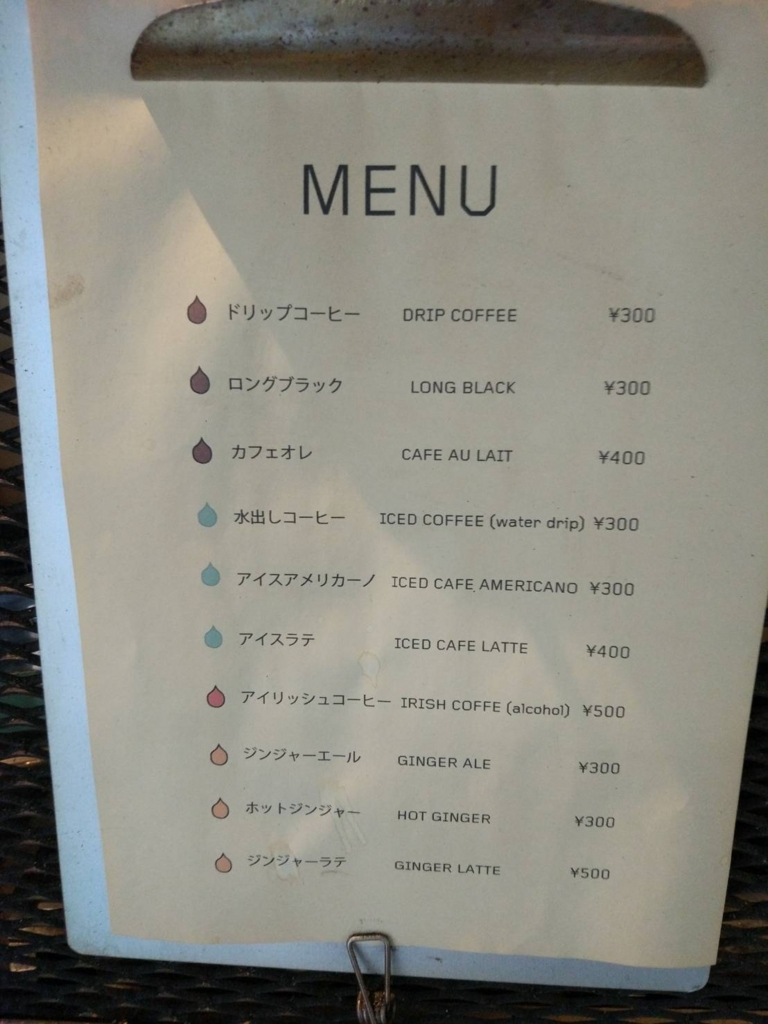 MENU
ドリップコーヒー DRIP COFFEE ¥300
ロングブラック LONG BLACK ¥300
カフェオレ CAFE AU LAIT ¥400
水出しコーヒー ICED COFFEE (water drip) ¥300
アイスアメリカーノ ICED CAFE AMERICANO ¥300
アイスラテ ICED CAFE LATTE ¥400
アイリッシュコーヒー IRISH COFFE (alcohol) ¥500
ジンジャーエール GINGER ALE ¥300
ホットジンジャー HOT GINGER ¥300
ジンジャーラテ GINGER LATTE ¥500